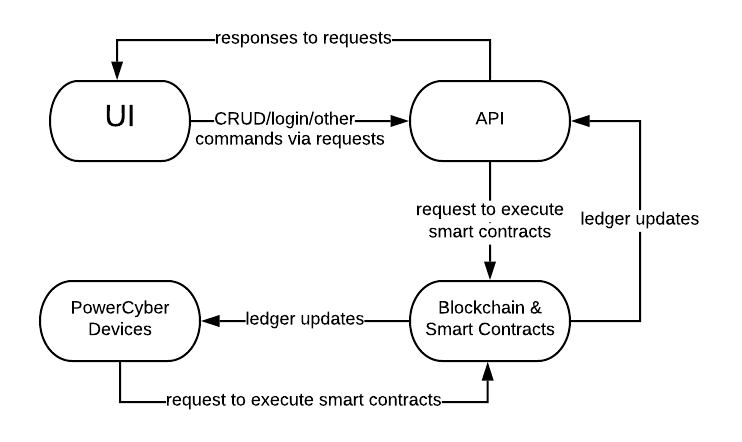 responses to requests
UI
CRUD/login/other
commands via requests
API
request to execute
smart contracts
ledger updates
PowerCyber
Devices
ledger updates
Blockchain &
Smart Contracts
request to execute smart contracts